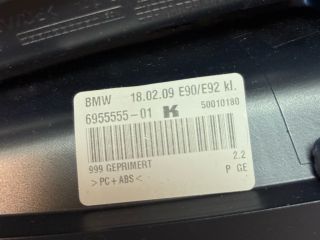 BMW 18.02.09 E90/E92 kl.
6955555-01 K 50010180
999 GEPRIMERT 2.2
>PC+ABS< P GE